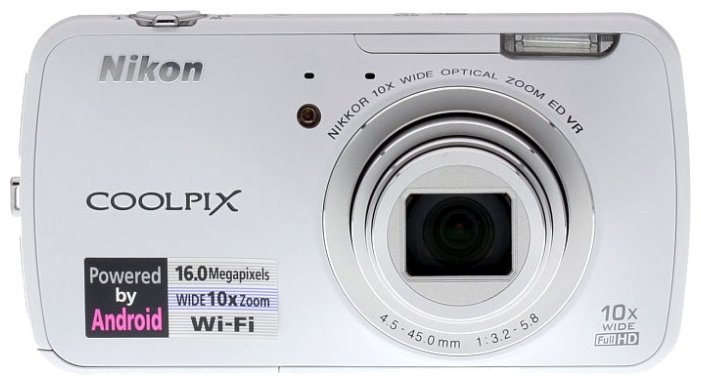 Nikon
NIKKOR 10X WIDE OPTICAL ZOOM ED VR
COOLPIX
Powered
by
Android
16.0 Megapixels
WIDE 10x Zoom
Wi-Fi
4.5-45.0mm 1:3.2-5.8
10x
WIDE
Full HD